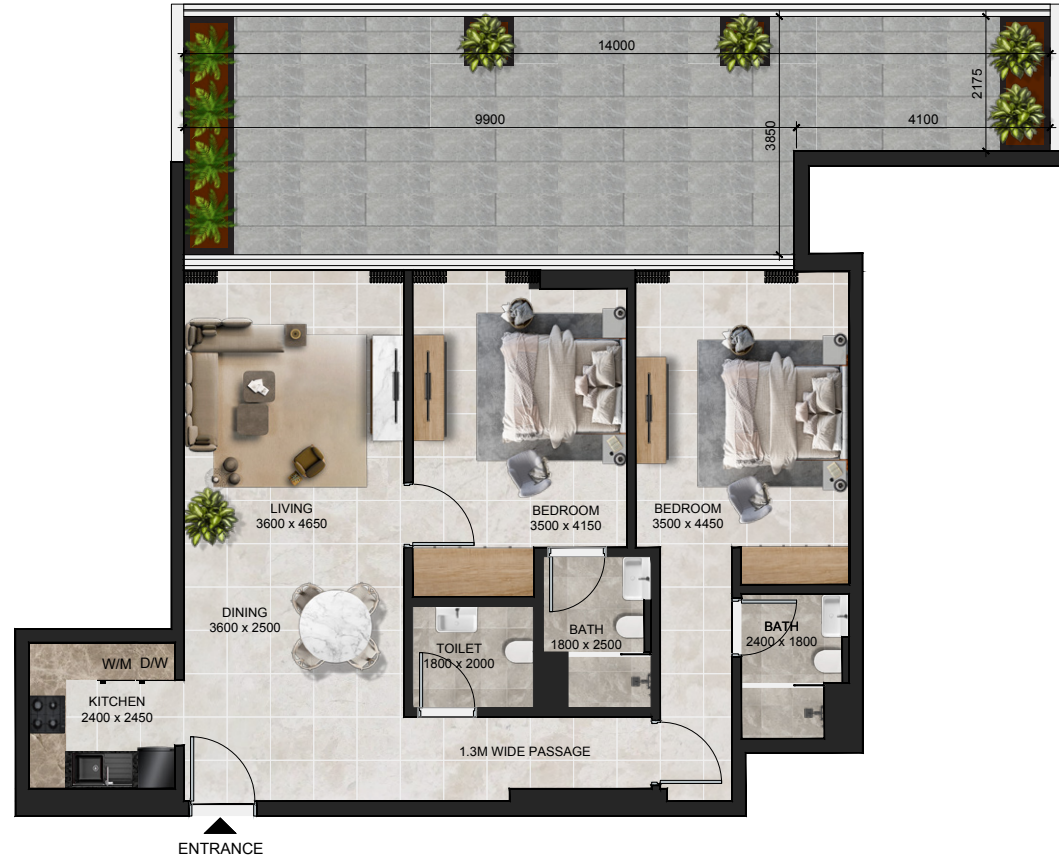 14000
2175
9900
4100
3850
LIVING
3600 x 4650
BEDROOM
3500 x 4150
BEDROOM
3500 x 4450
DINING
3600 x 2500
TOILET
1800 x 2000
BATH
1800 x 2500
BATH
2400 x 1800
W/M D/W
KITCHEN
2400 x 2450
1.3M WIDE PASSAGE
ENTRANCE